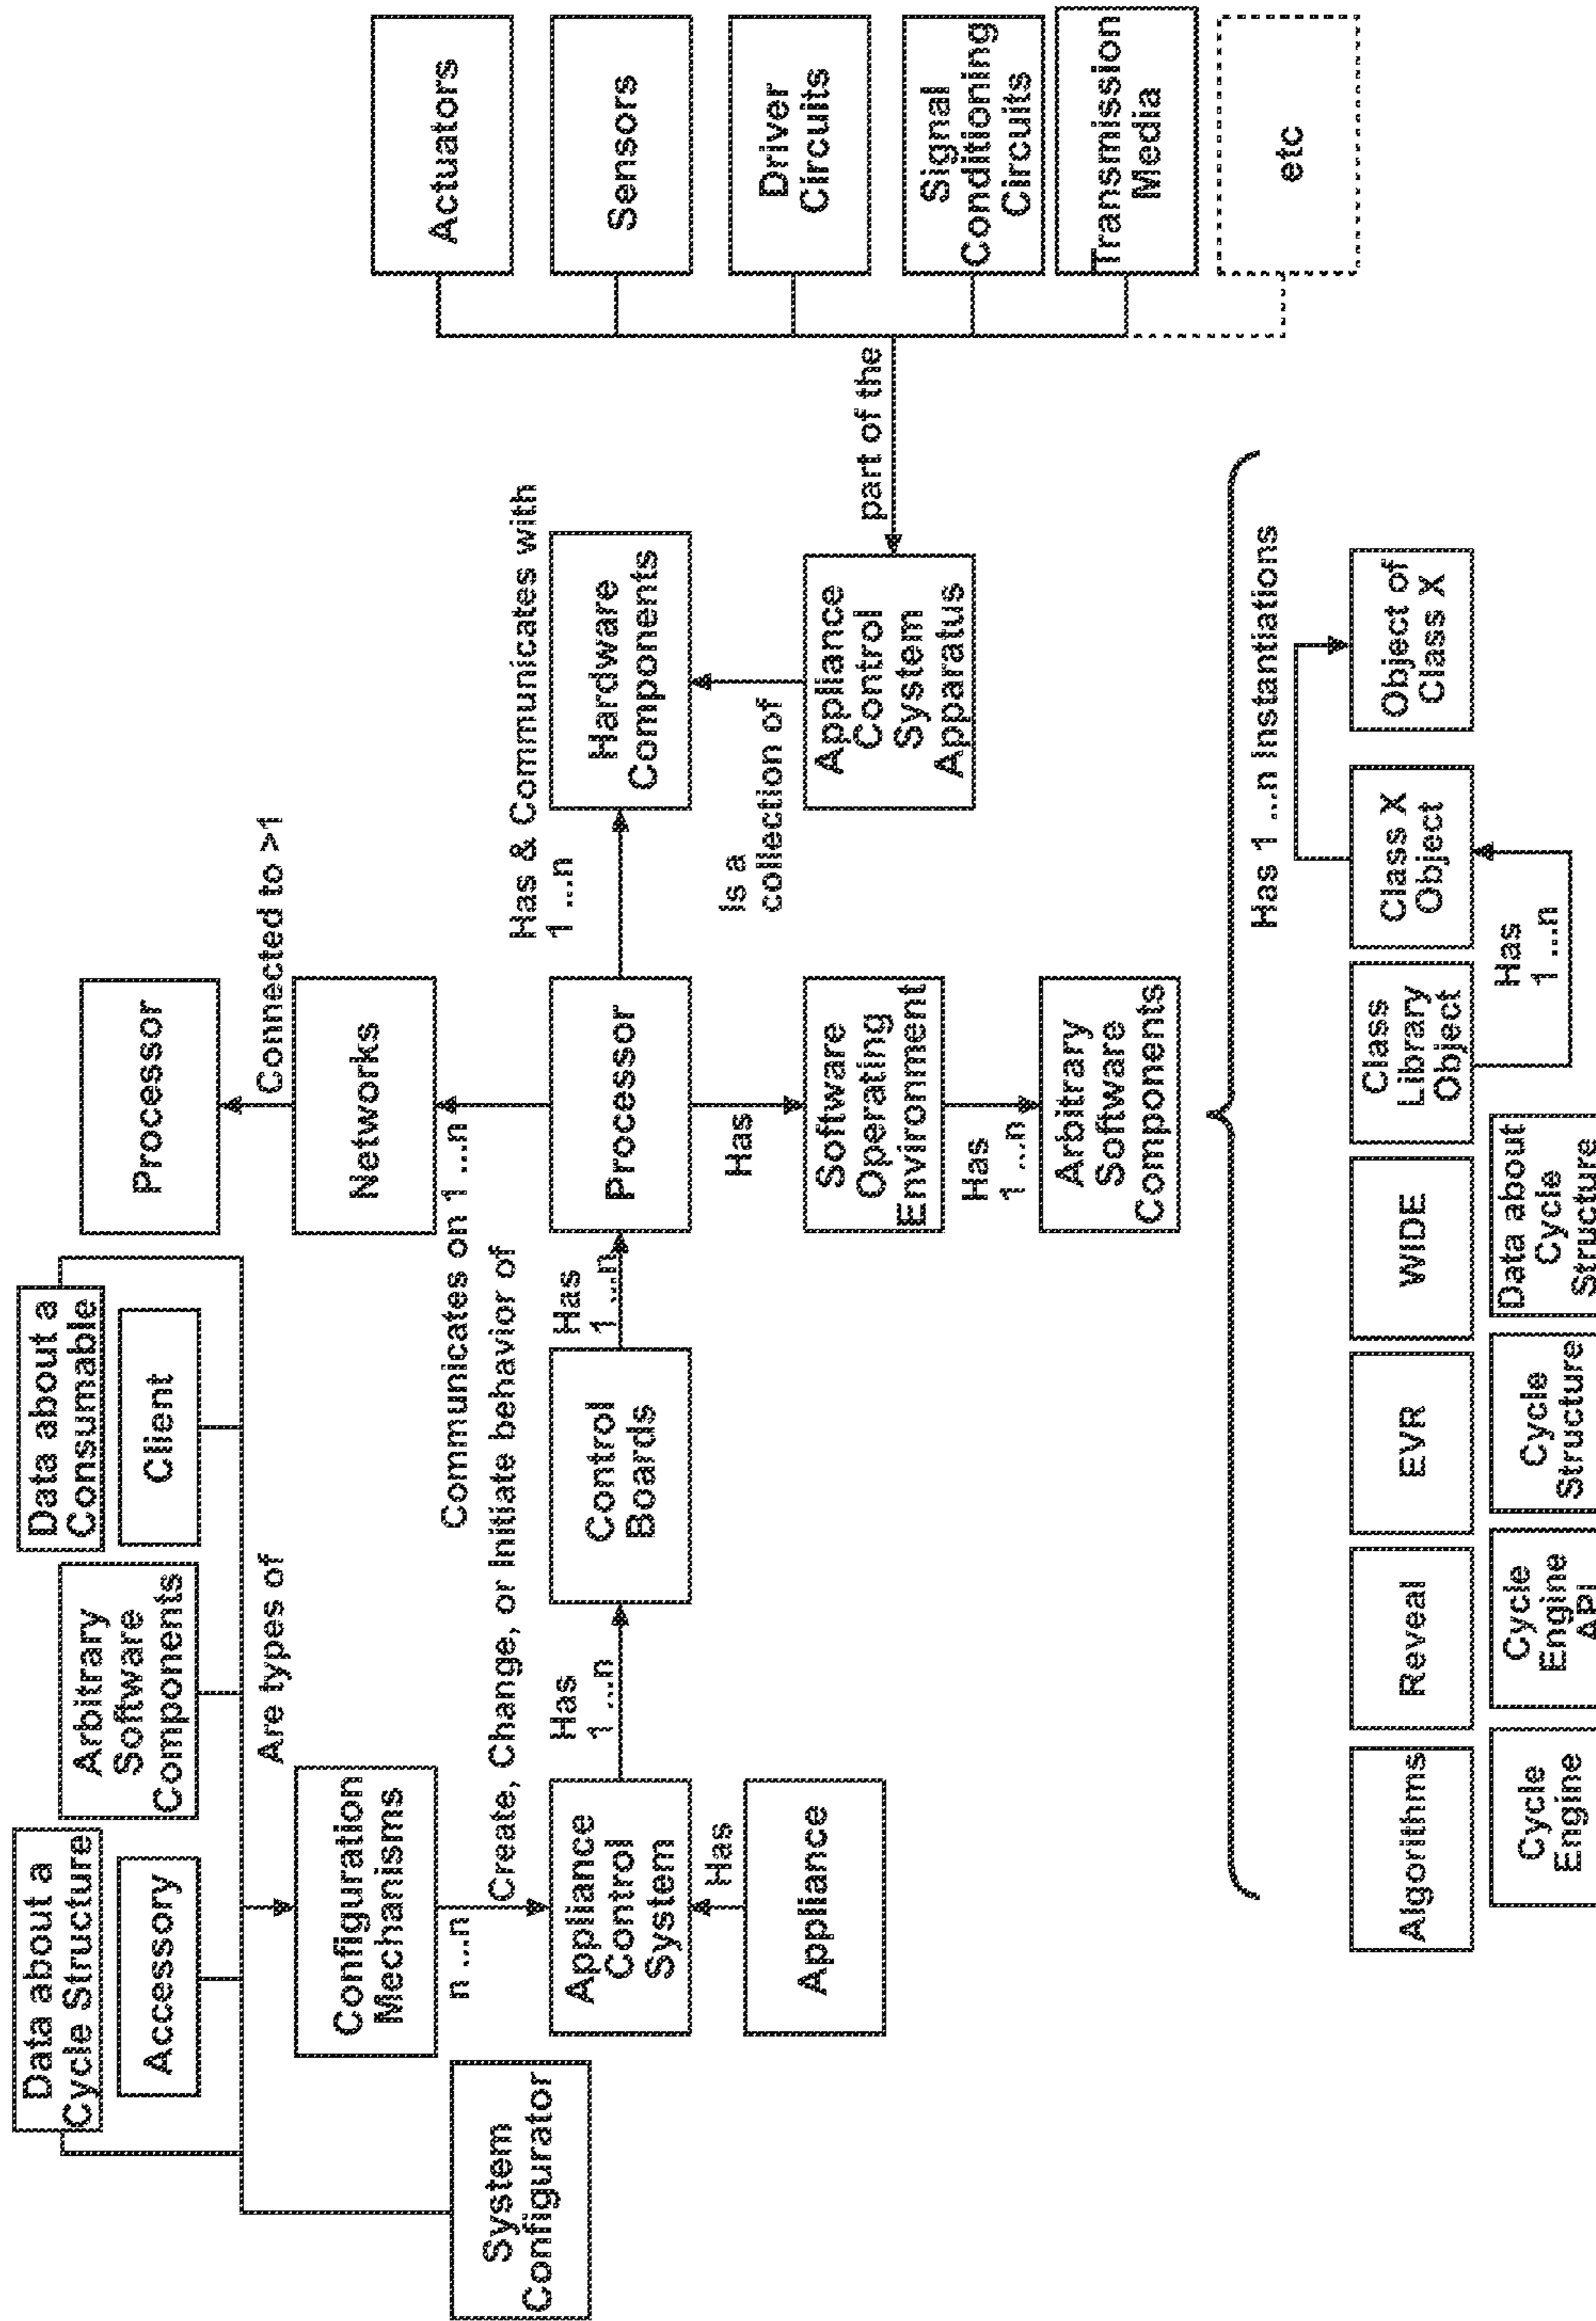 Data about a
Cycle Structure
Accessory
Arbitrary
Software
Components
Data about a
Consumable
Client
Are types of
System
Configurator
Configuration
Mechanisms
n ...n
Create, Change, or Initiate behavior of
Appliance
Control
System
Has
Appliance
Has
1 ...n
Control
Boards
Has
1 ...n
Processor
Communicates on 1 ...n
Networks
Connected to >1
Processor
Has & Communicates with
1 ...n
Hardware
Components
is a
collection of
Appliance
Control
System
Apparatus
part of the
Actuators
Sensors
Driver
Circuits
Signal
Conditioning
Circuits
Transmission
Media
etc
Has
Software
Operating
Environment
Has
1 ...n
Arbitrary
Software
Components
Has 1 ...n Instantiations
Algorithms
Reveal
EVR
WIDE
Class
Library
Object
Class X
Object
Object of
Class X
Has
1 ...n
Cycle
Engine
Cycle
Engine
API
Cycle
Structure
Data about
Cycle
Structure